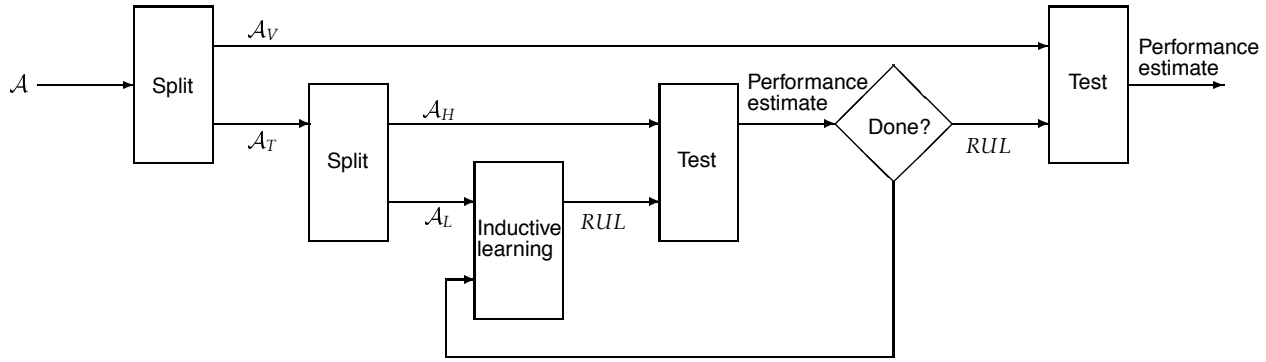 𝒜
Split
𝒜_V
𝒜_T
Split
𝒜_H
𝒜_L
Inductive
learning
RUL
Test
Performance
estimate
Done?
RUL
Test
Performance
estimate